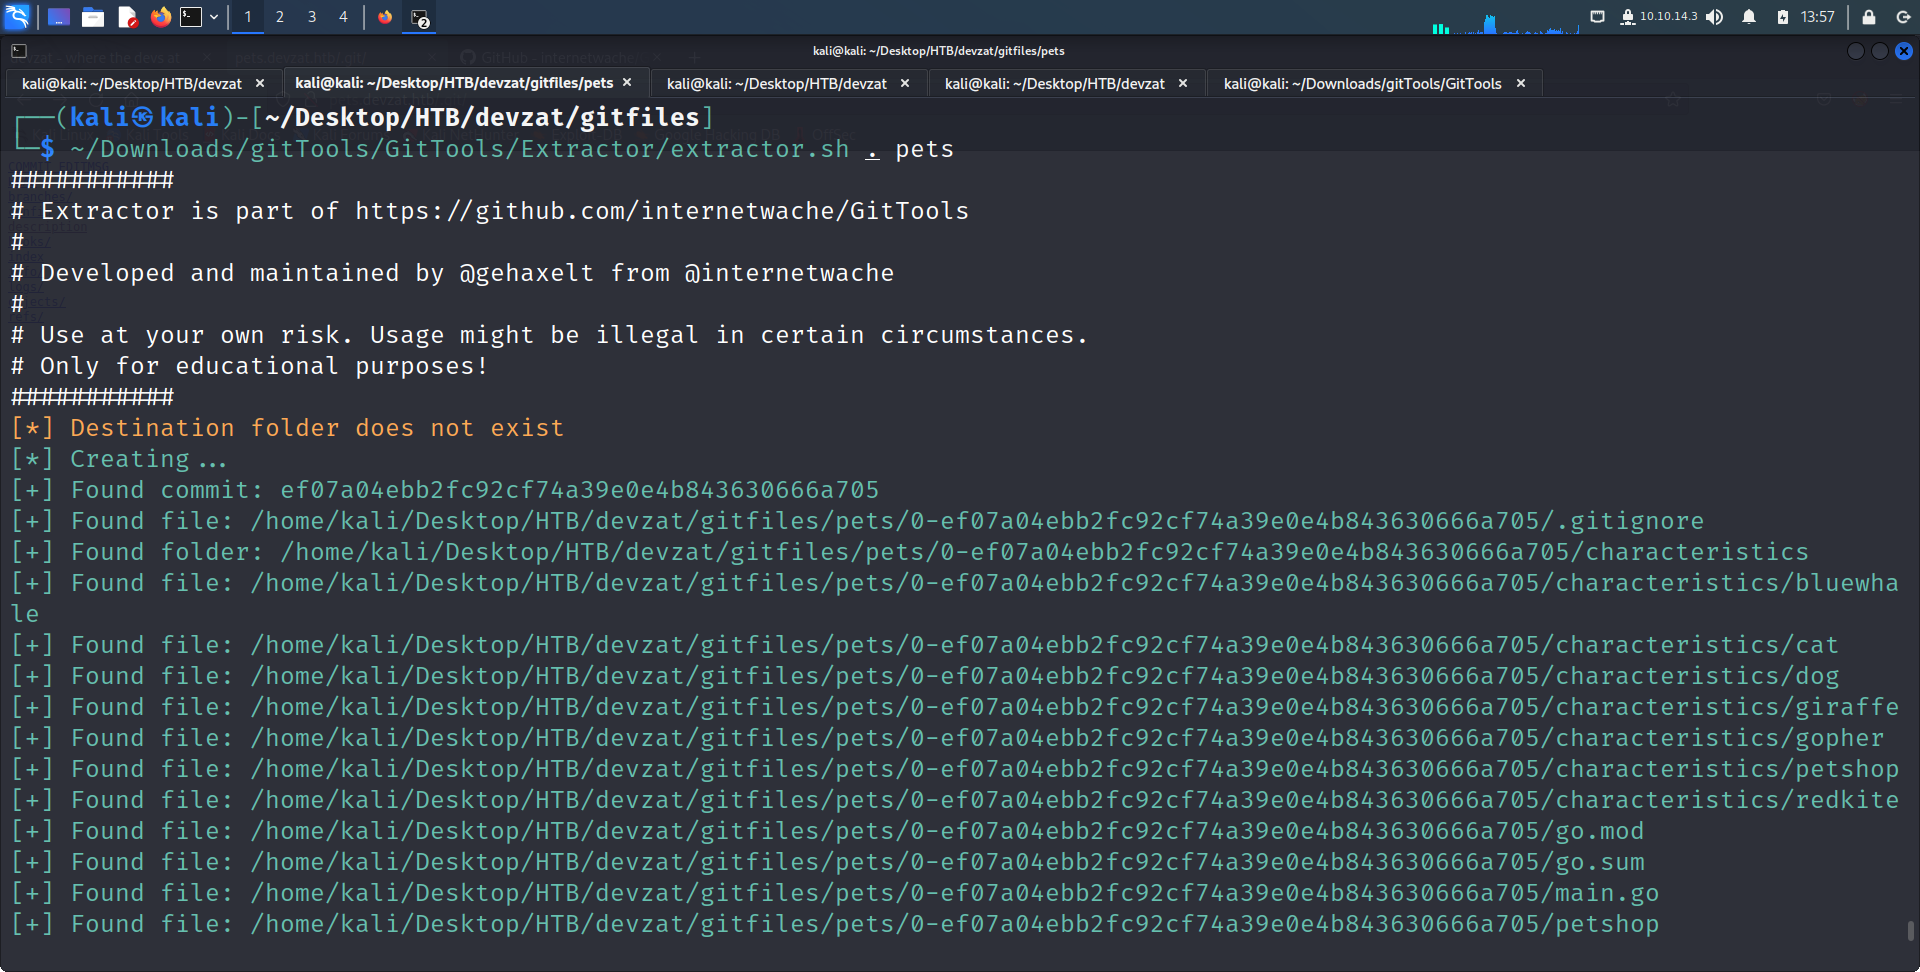 1 2 3 4 2 10.10.14.3 13:57
kali@kali: ~/Desktop/HTB/devzat/gitfiles/pets
kali@kali: ~/Desktop/HTB/devzat × kali@kali: ~/Desktop/HTB/devzat/gitfiles/pets × kali@kali: ~/Desktop/HTB/devzat × kali@kali: ~/Desktop/HTB/devzat × kali@kali: ~/Downloads/gitTools/GitTools ×
┌──(kali㉿kali)-[~/Desktop/HTB/devzat/gitfiles]
└─$ ~/Downloads/gitTools/GitTools/Extractor/extractor.sh . pets
###########
# Extractor is part of https://github.com/internetwache/GitTools
#
# Developed and maintained by @gehaxelt from @internetwache
#
# Use at your own risk. Usage might be illegal in certain circumstances.
# Only for educational purposes!
###########
[*] Destination folder does not exist
[*] Creating...
[+] Found commit: ef07a04ebb2fc92cf74a39e0e4b843630666a705
[+] Found file: /home/kali/Desktop/HTB/devzat/gitfiles/pets/0-ef07a04ebb2fc92cf74a39e0e4b843630666a705/.gitignore
[+] Found folder: /home/kali/Desktop/HTB/devzat/gitfiles/pets/0-ef07a04ebb2fc92cf74a39e0e4b843630666a705/characteristics
[+] Found file: /home/kali/Desktop/HTB/devzat/gitfiles/pets/0-ef07a04ebb2fc92cf74a39e0e4b843630666a705/characteristics/bluewha
le
[+] Found file: /home/kali/Desktop/HTB/devzat/gitfiles/pets/0-ef07a04ebb2fc92cf74a39e0e4b843630666a705/characteristics/cat
[+] Found file: /home/kali/Desktop/HTB/devzat/gitfiles/pets/0-ef07a04ebb2fc92cf74a39e0e4b843630666a705/characteristics/dog
[+] Found file: /home/kali/Desktop/HTB/devzat/gitfiles/pets/0-ef07a04ebb2fc92cf74a39e0e4b843630666a705/characteristics/giraffe
[+] Found file: /home/kali/Desktop/HTB/devzat/gitfiles/pets/0-ef07a04ebb2fc92cf74a39e0e4b843630666a705/characteristics/gopher
[+] Found file: /home/kali/Desktop/HTB/devzat/gitfiles/pets/0-ef07a04ebb2fc92cf74a39e0e4b843630666a705/characteristics/petshop
[+] Found file: /home/kali/Desktop/HTB/devzat/gitfiles/pets/0-ef07a04ebb2fc92cf74a39e0e4b843630666a705/characteristics/redkite
[+] Found file: /home/kali/Desktop/HTB/devzat/gitfiles/pets/0-ef07a04ebb2fc92cf74a39e0e4b843630666a705/go.mod
[+] Found file: /home/kali/Desktop/HTB/devzat/gitfiles/pets/0-ef07a04ebb2fc92cf74a39e0e4b843630666a705/go.sum
[+] Found file: /home/kali/Desktop/HTB/devzat/gitfiles/pets/0-ef07a04ebb2fc92cf74a39e0e4b843630666a705/main.go
[+] Found file: /home/kali/Desktop/HTB/devzat/gitfiles/pets/0-ef07a04ebb2fc92cf74a39e0e4b843630666a705/petshop